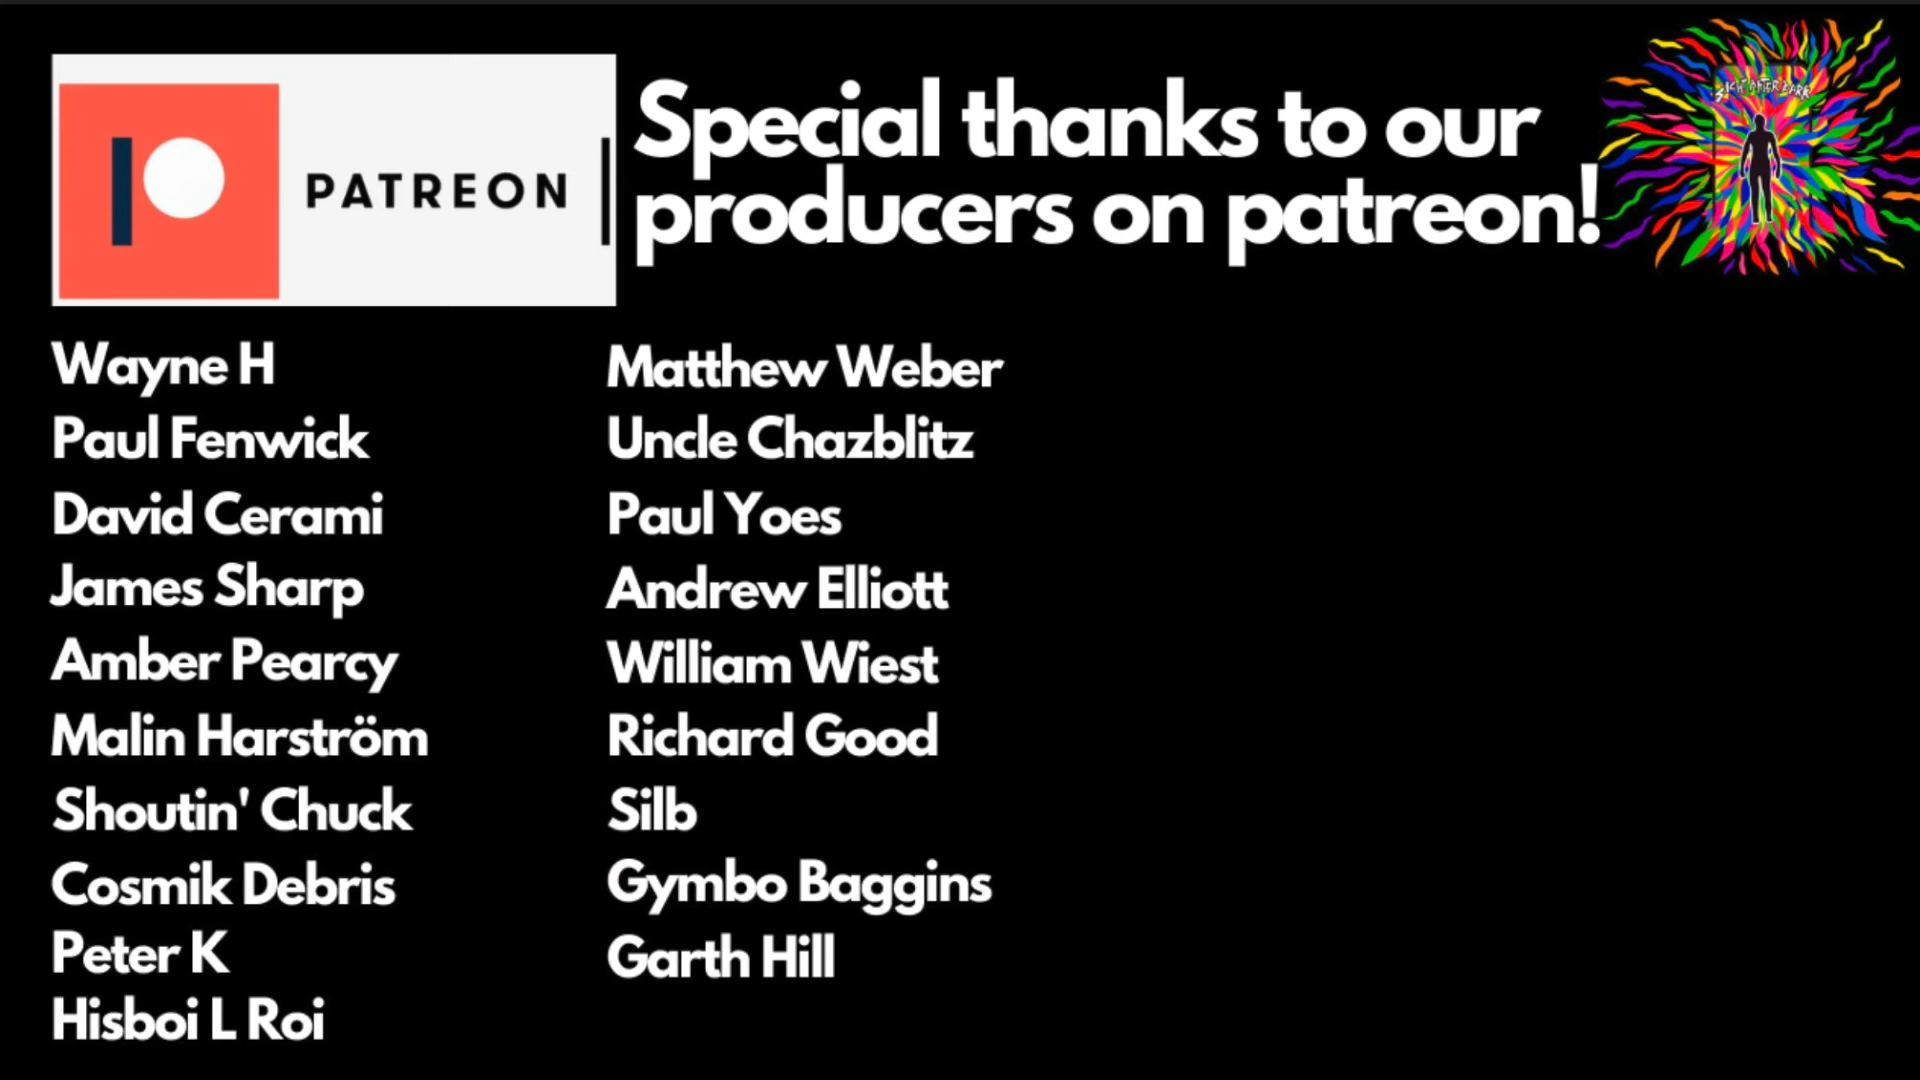 PATREON
Special thanks to our
producers on patreon!
Wayne H
Paul Fenwick
David Cerami
James Sharp
Amber Pearcy
Malin Harström
Shoutin' Chuck
Cosmik Debris
Peter K
Hisboi L Roi
Matthew Weber
Uncle Chazblitz
Paul Yoes
Andrew Elliott
William Wiest
Richard Good
Silb
Gymbo Baggins
Garth Hill